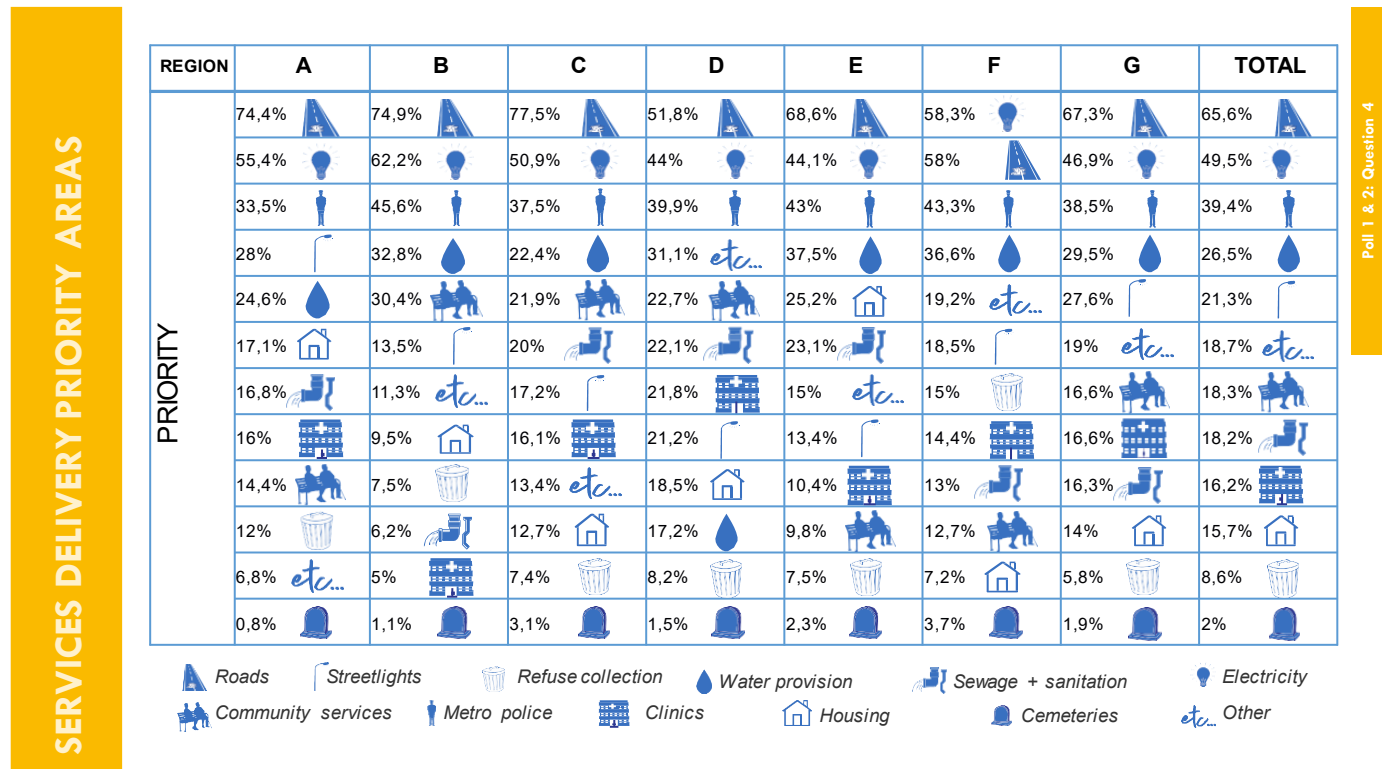 SERVICES DELIVERY PRIORITY AREAS
Poll 1 & 2: Question 4
REGION A B C D E F G TOTAL
PRIORITY
74,4% 74,9% 77,5% 51,8% 68,6% 58,3% 67,3% 65,6%
55,4% 62,2% 50,9% 44% 44,1% 58% 46,9% 49,5%
33,5% 45,6% 37,5% 39,9% 43% 43,3% 38,5% 39,4%
28% 32,8% 22,4% 31,1% etc... 37,5% 36,6% 29,5% 26,5%
24,6% 30,4% 21,9% 22,7% 25,2% 19,2% etc... 27,6% 21,3%
17,1% 13,5% 20% 22,1% 23,1% 18,5% 19% etc... 18,7% etc...
16,8% 11,3% etc... 17,2% 21,8% 15% etc... 15% 16,6% 18,3%
16% 9,5% 16,1% 21,2% 13,4% 14,4% 16,6% 18,2%
14,4% 7,5% 13,4% etc... 18,5% 10,4% 13% 16,3% 16,2%
12% 6,2% 12,7% 17,2% 9,8% 12,7% 14% 15,7%
6,8% etc... 5% 7,4% 8,2% 7,5% 7,2% 5,8% 8,6%
0,8% 1,1% 3,1% 1,5% 2,3% 3,7% 1,9% 2%
Roads Streetlights Refuse collection Water provision Sewage + sanitation Electricity
Community services Metro police Clinics Housing Cemeteries etc... Other